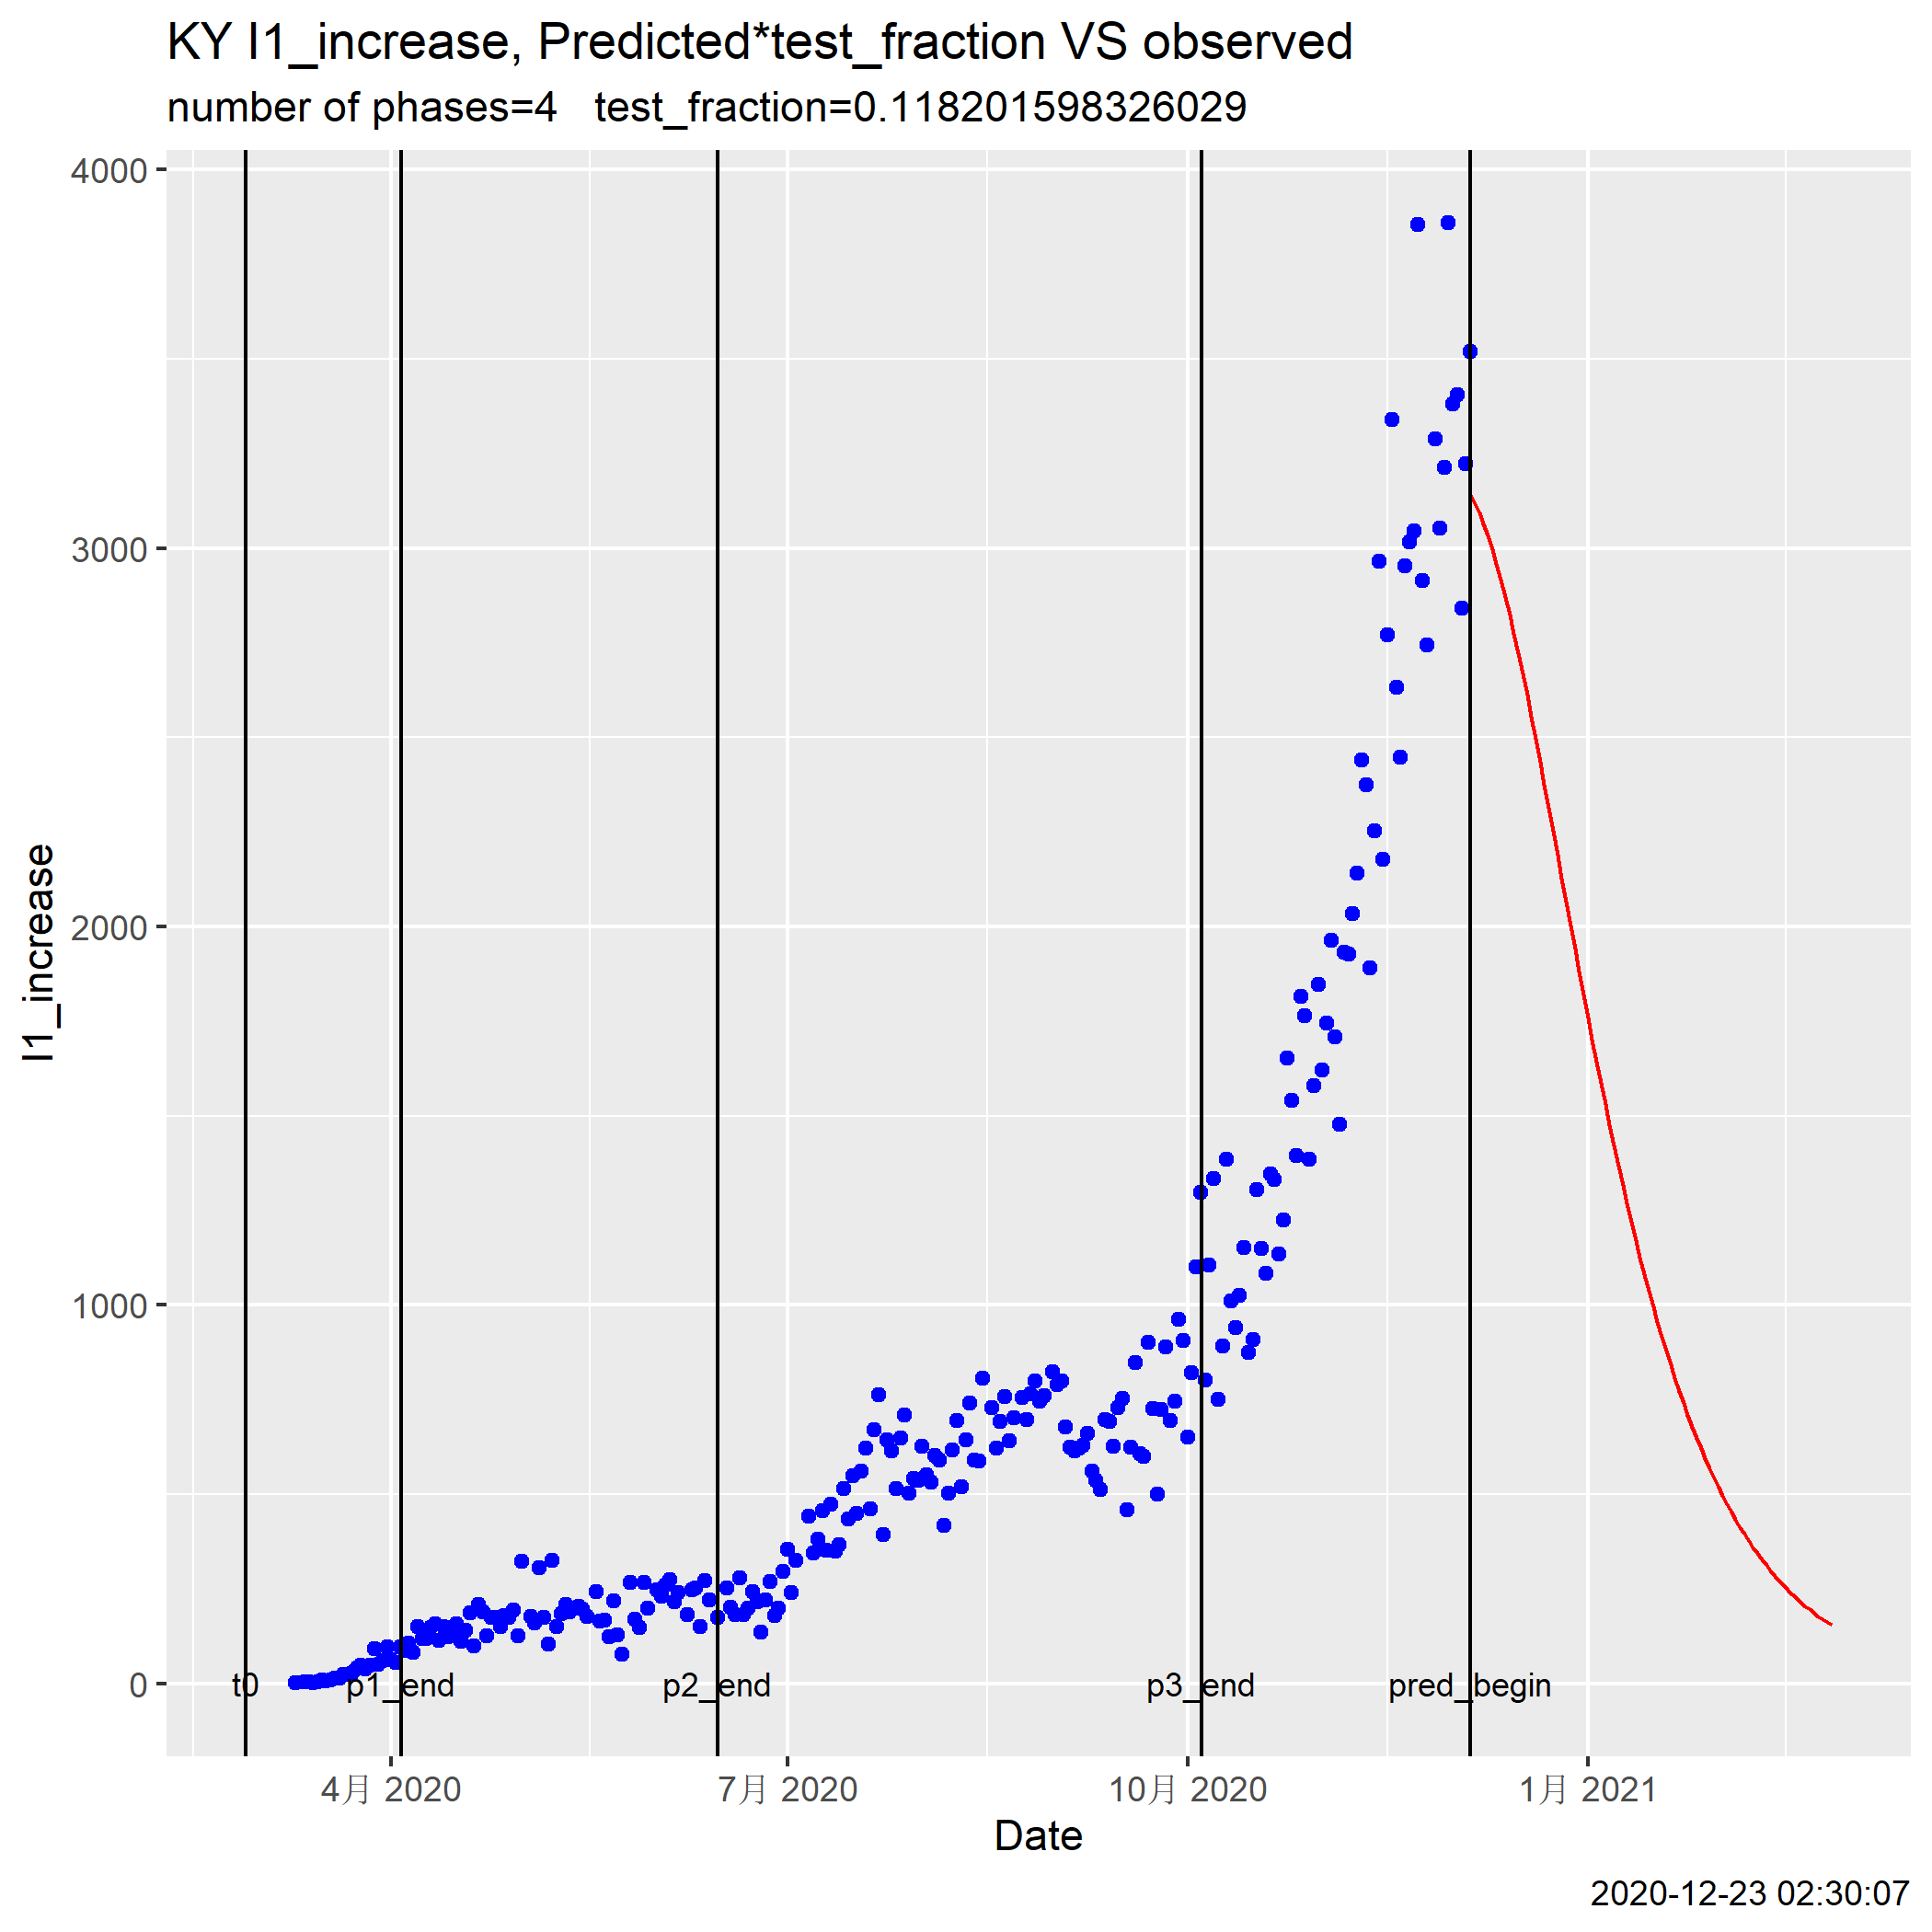 KY I1_increase, Predicted*test_fraction VS observed
number of phases=4   test_fraction=0.118201598326029
4000
3000
2000
1000
0
I1_increase
t0
p1_end
p2_end
p3_end
pred_begin
4月 2020
7月 2020
10月 2020
1月 2021
Date
2020-12-23 02:30:07